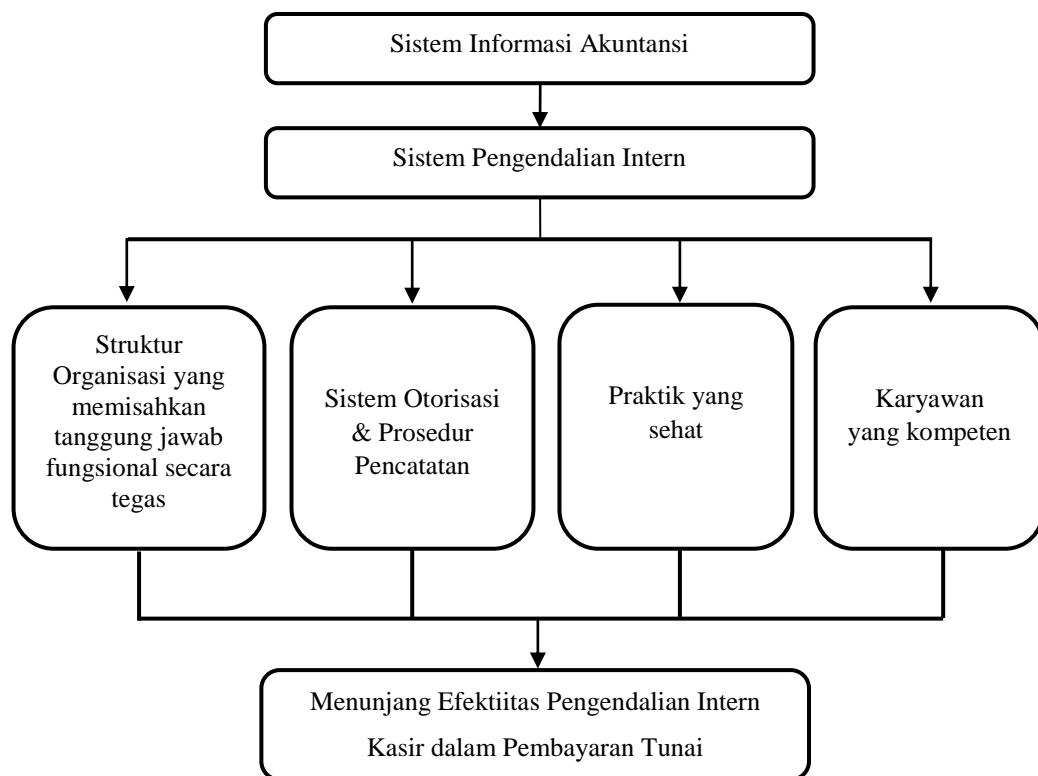 Sistem Informasi Akuntansi
Sistem Pengendalian Intern
Struktur
Organisasi yang
memisahkan
tanggung jawab
fungsional secara
tegas
Sistem Otorisasi
& Prosedur
Pencatatan
Praktik yang
sehat
Karyawan
yang kompeten
Menunjang Efektiitas Pengendalian Intern
Kasir dalam Pembayaran Tunai